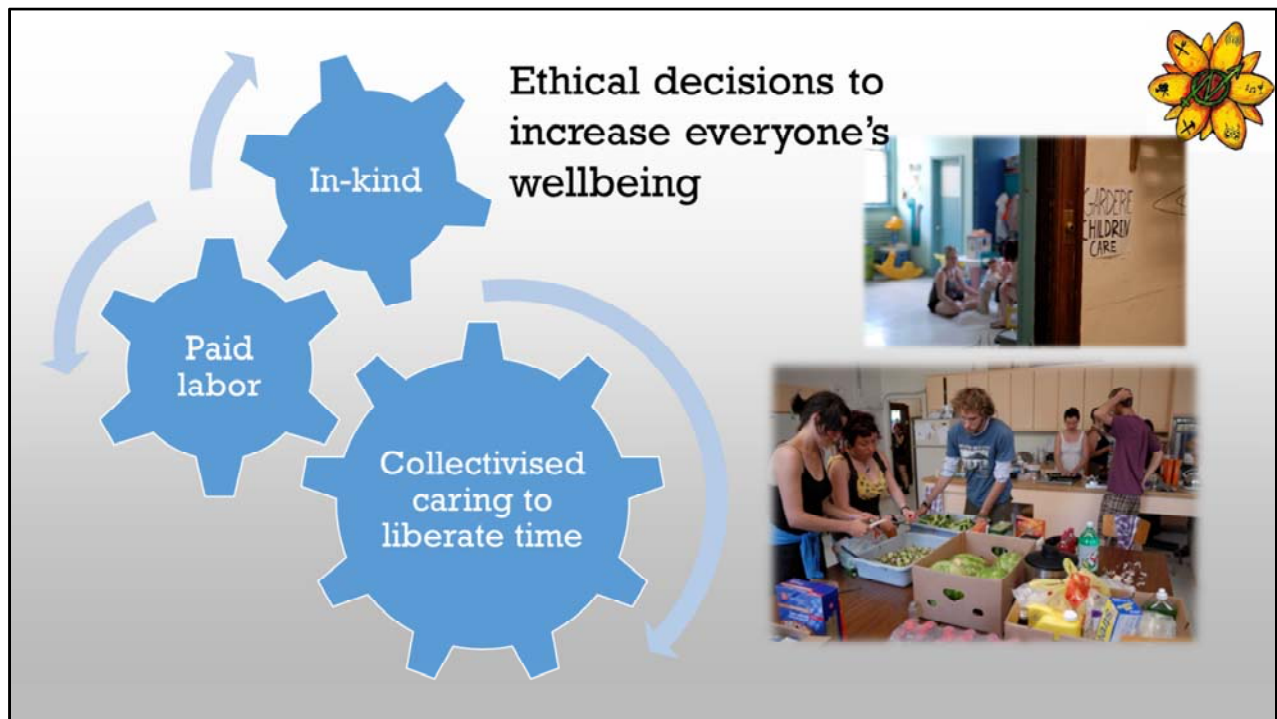 Ethical decisions to
increase everyone's
wellbeing
In-kind
Paid
labor
Collectivised
caring to
liberate time
GARDERIE
CHILDREN
CARE